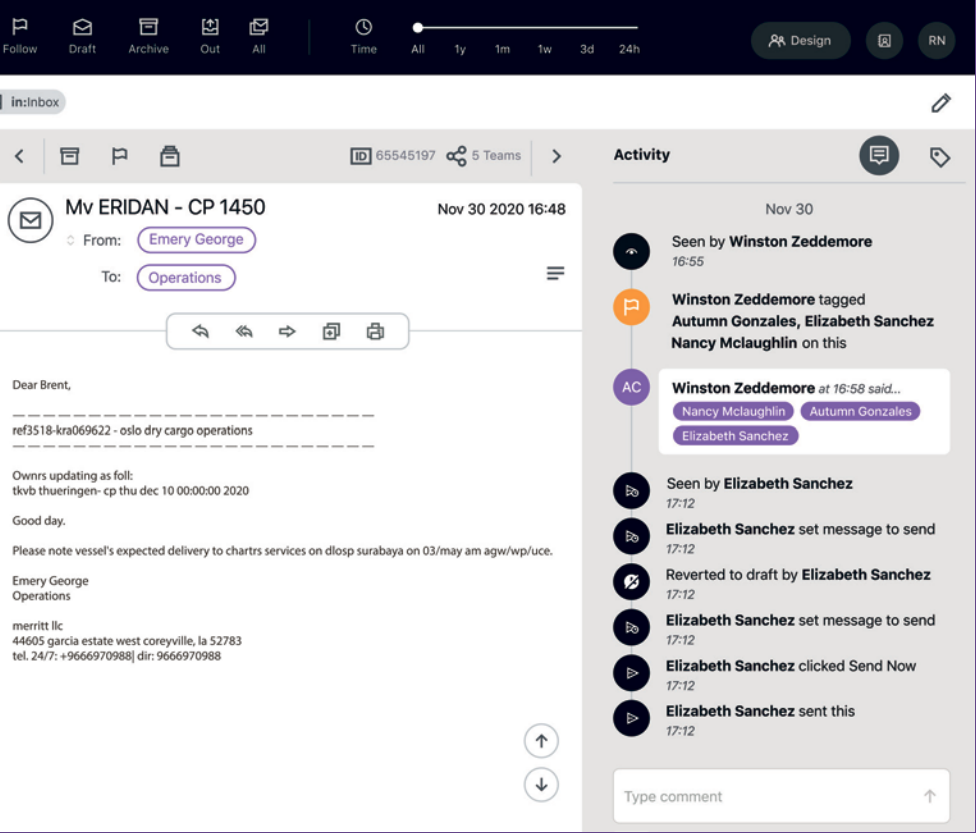 Follow
Draft
Archive
Out
All
Time
All
1y
1m
1w
3d
24h
Design
RN
in:Inbox
ID 65545197
5 Teams
Activity
Mv ERIDAN - CP 1450
Nov 30 2020 16:48
From: Emery George
To: Operations
Dear Brent,
ref3518-kra069622 - oslo dry cargo operations
Ownrs updating as foll:
tkvb thueringen- cp thu dec 10 00:00:00 2020
Good day.
Please note vessel's expected delivery to chartrs services on dlosp surabaya on 03/may am agw/wp/uce.
Emery George
Operations
merritt llc
44605 garcia estate west coreyville, la 52783
tel. 24/7: +9666970988| dir: 9666970988
Nov 30
Seen by Winston Zeddemore
16:55
Winston Zeddemore tagged
Autumn Gonzales, Elizabeth Sanchez
Nancy Mclaughlin on this
AC
Winston Zeddemore at 16:58 said...
Nancy Mclaughlin Autumn Gonzales
Elizabeth Sanchez
Seen by Elizabeth Sanchez
17:12
Elizabeth Sanchez set message to send
17:12
Reverted to draft by Elizabeth Sanchez
17:12
Elizabeth Sanchez set message to send
17:12
Elizabeth Sanchez clicked Send Now
17:12
Elizabeth Sanchez sent this
17:12
Type comment